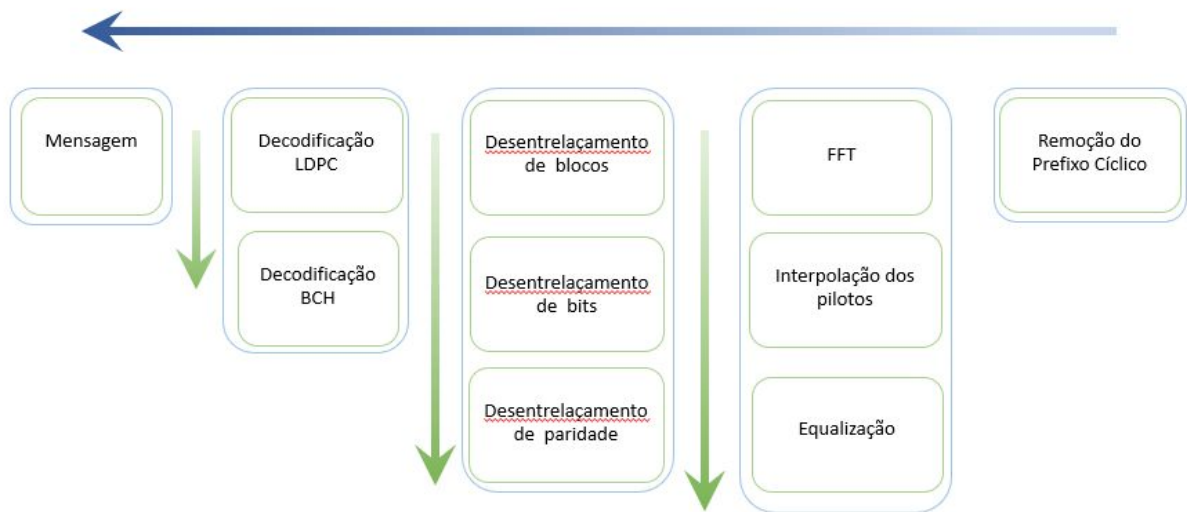 Mensagem
Decodificação
LDPC
Decodificação
BCH
Desentrelaçamento
de blocos
Desentrelaçamento
de bits
Desentrelaçamento
de paridade
FFT
Interpolação dos
pilotos
Equalização
Remoção do
Prefixo Cíclico